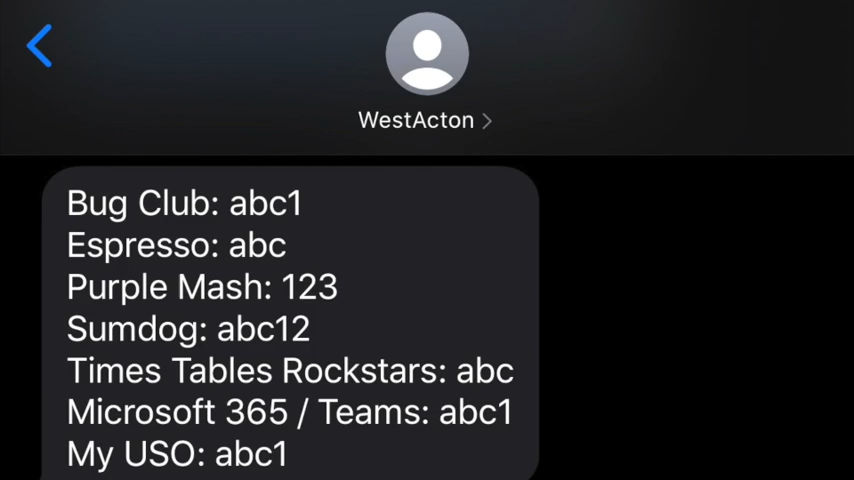 WestActon
Bug Club: abc1
Espresso: abc
Purple Mash: 123
Sumdog: abc12
Times Tables Rockstars: abc
Microsoft 365 / Teams: abc1
My USO: abc1